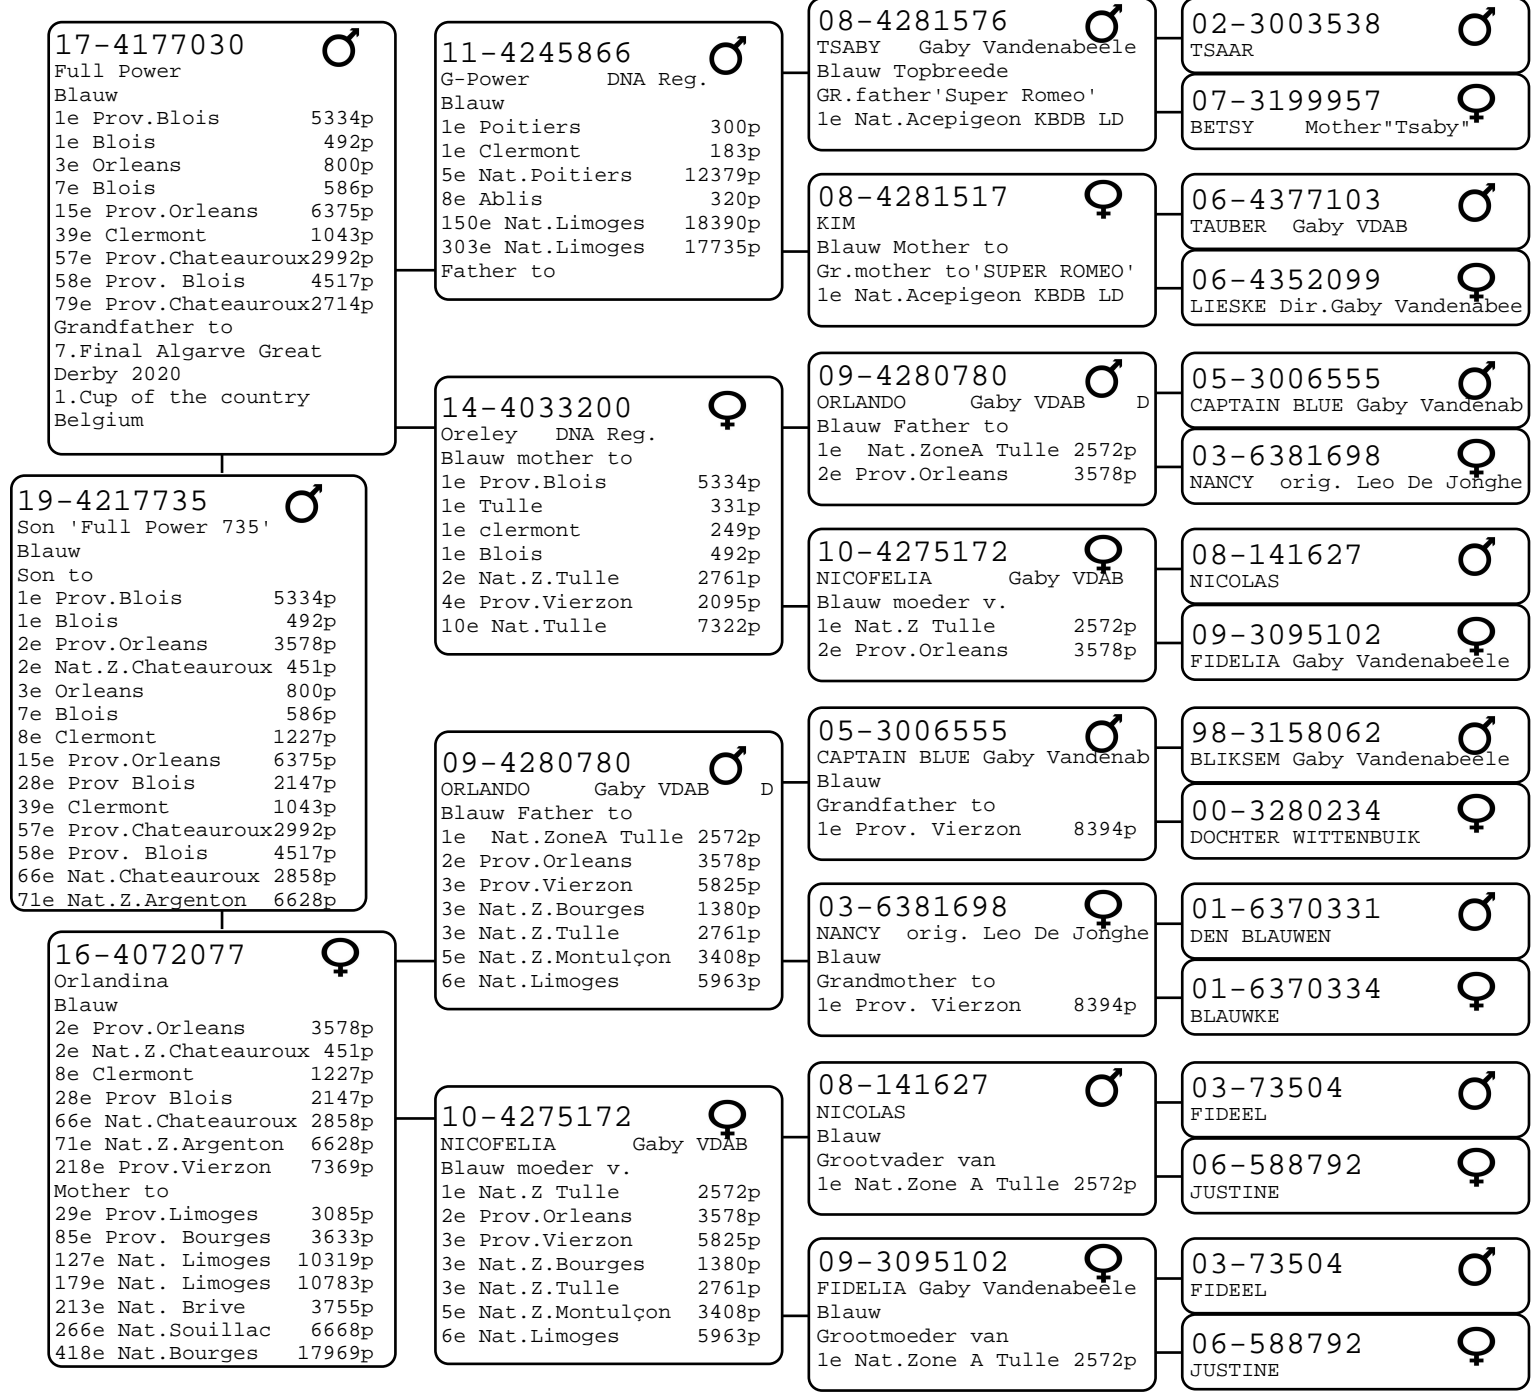 17-4177030
Full Power
Blauw
1e Prov.Blois 5334p
1e Blois 492p
3e Orleans 800p
7e Blois 586p
15e Prov.Orleans 6375p
39e Clermont 1043p
57e Prov.Chateauroux2992p
58e Prov. Blois 4517p
79e Prov.Chateauroux2714p
Grandfather to
7.Final Algarve Great
Derby 2020
1.Cup of the country
Belgium
19-4217735
Son 'Full Power 735'
Blauw
Son to
1e Prov.Blois 5334p
1e Blois 492p
2e Prov.Orleans 3578p
2e Nat.Z.Chateauroux 451p
3e Orleans 800p
7e Blois 586p
8e Clermont 1227p
15e Prov.Orleans 6375p
28e Prov Blois 2147p
39e Clermont 1043p
57e Prov.Chateauroux2992p
58e Prov. Blois 4517p
66e Nat.Chateauroux 2858p
71e Nat.Z.Argenton 6628p
16-4072077
Orlandina
Blauw
2e Prov.Orleans 3578p
2e Nat.Z.Chateauroux 451p
8e Clermont 1227p
28e Prov Blois 2147p
66e Nat.Chateauroux 2858p
71e Nat.Z.Argenton 6628p
218e Prov.Vierzon 7369p
Mother to
29e Prov.Limoges 3085p
85e Prov. Bourges 3633p
127e Nat. Limoges 10319p
179e Nat. Limoges 10783p
213e Nat. Brive 3755p
266e Nat.Souillac 6668p
418e Nat.Bourges 17969p
11-4245866
G-Power DNA Reg.
Blauw
1e Poitiers 300p
1e Clermont 183p
5e Nat.Poitiers 12379p
8e Ablis 320p
150e Nat.Limoges 18390p
303e Nat.Limoges 17735p
Father to
14-4033200
Oreley DNA Reg.
Blauw mother to
1e Prov.Blois 5334p
1e Tulle 331p
1e clermont 249p
1e Blois 492p
2e Nat.Z.Tulle 2761p
4e Prov.Vierzon 2095p
10e Nat.Tulle 7322p
09-4280780
ORLANDO Gaby VDAB D
Blauw Father to
1e Nat.ZoneA Tulle 2572p
2e Prov.Orleans 3578p
3e Prov.Vierzon 5825p
3e Nat.Z.Bourges 1380p
3e Nat.Z.Tulle 2761p
5e Nat.Z.Montulçon 3408p
6e Nat.Limoges 5963p
10-4275172
NICOFELIA Gaby VDAB
Blauw moeder v.
1e Nat.Z Tulle 2572p
2e Prov.Orleans 3578p
3e Prov.Vierzon 5825p
3e Nat.Z.Bourges 1380p
3e Nat.Z.Tulle 2761p
5e Nat.Z.Montulçon 3408p
6e Nat.Limoges 5963p
08-4281576
TSABY Gaby Vandenabeele
Blauw Topbreede
GR.father'Super Romeo'
1e Nat.Acepigeon KBDB LD
08-4281517
KIM
Blauw Mother to
Gr.mother to'SUPER ROMEO'
1e Nat.Acepigeon KBDB LD
09-4280780
ORLANDO Gaby VDAB D
Blauw Father to
1e Nat.ZoneA Tulle 2572p
2e Prov.Orleans 3578p
10-4275172
NICOFELIA Gaby VDAB
Blauw moeder v.
1e Nat.Z Tulle 2572p
2e Prov.Orleans 3578p
05-3006555
CAPTAIN BLUE Gaby Vandenab
Blauw
Grandfather to
1e Prov. Vierzon 8394p
03-6381698
NANCY orig. Leo De Jonghe
Blauw
Grandmother to
1e Prov. Vierzon 8394p
08-141627
NICOLAS
Blauw
Grootvader van
1e Nat.Zone A Tulle 2572p
09-3095102
FIDELIA Gaby Vandenabeele
Blauw
Grootmoeder van
1e Nat.Zone A Tulle 2572p
02-3003538
TSAAR
07-3199957
BETSY Mother"Tsaby"
06-4377103
TAUBER Gaby VDAB
06-4352099
LIESKE Dir.Gaby Vandenabee
05-3006555
CAPTAIN BLUE Gaby Vandenab
03-6381698
NANCY orig. Leo De Jonghe
08-141627
NICOLAS
09-3095102
FIDELIA Gaby Vandenabeele
98-3158062
BLIKSEM Gaby Vandenabeele
00-3280234
DOCHTER WITTENBUIK
01-6370331
DEN BLAUWEN
01-6370334
BLAUWKE
03-73504
FIDEEL
06-588792
JUSTINE
03-73504
FIDEEL
06-588792
JUSTINE